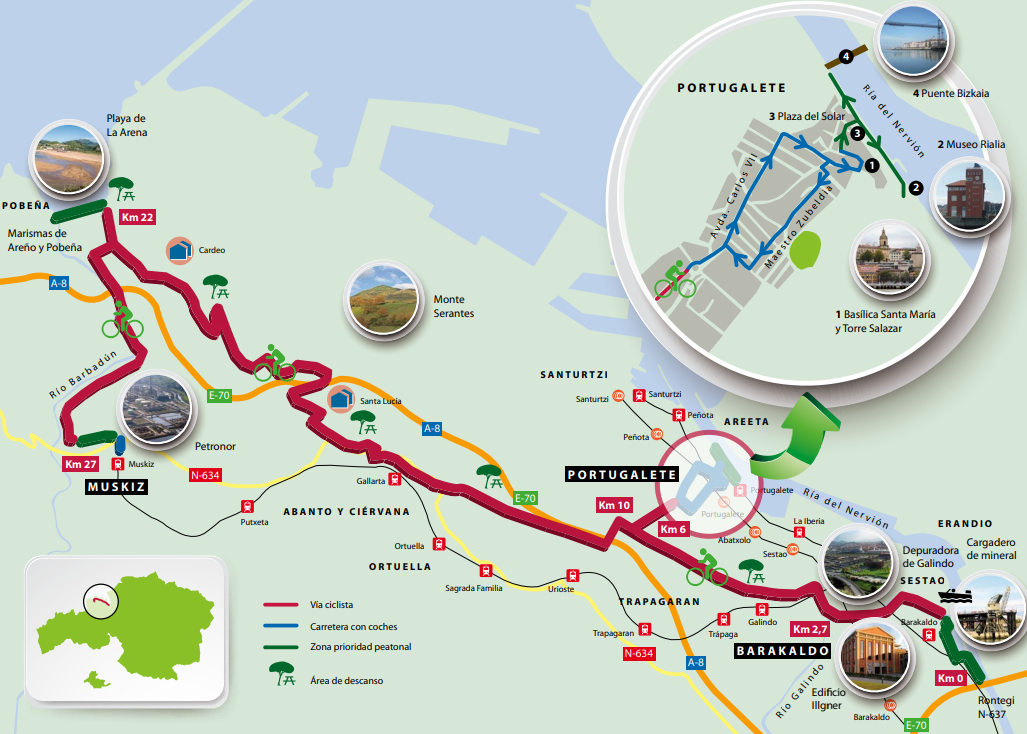 Playa de
La Arena
POBEÑA
Km 22
Marismas de
Areño y Pobeña
Cardeo
A-8
Río Barbadún
Monte
Serantes
E-70
Santa Lucía
A-8
Petronor
Km 27
Muskiz
MUSKIZ
N-634
Putxeta
Gallarta
ABANTO Y CIÉRVANA
E-70
Ortuella
ORTUELLA
Sagrada Familia
Urioste
SANTURTZI
Santurtzi
Santurtzi
Peñota
Peñota
AREETA
PORTUGALETE
Portugalete
Portugalete
Km 10
Km 6
Ría del Nervión
Abatxolo
La Iberia
Sestao
ERANDIO
Cargadero
de mineral
Depuradora
de Galindo
SESTAO
TRAPAGARAN
Trapagaran
Trápaga
Galindo
Km 2,7
Barakaldo
N-634
A-8
BARAKALDO
Km 0
Río Galindo
Edificio
Illgner
Barakaldo
E-70
Rontegi
N-637
PORTUGALETE
4
4 Puente Bizkaia
Ría del Nervión
3 Plaza del Solar
3
1
2
2 Museo Rialia
Avda. Carlos VII
Maestro Zubeldia
1 Basílica Santa María
y Torre Salazar
Vía ciclista
Carretera con coches
Zona prioridad peatonal
Área de descanso